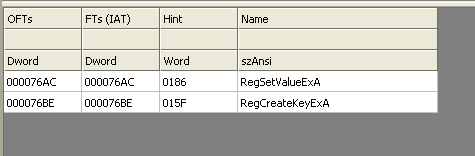 OFTs FTs (IAT) Hint Name
Dword Dword Word szAnsi
000076AC 000076AC 0186 RegSetValueExA
000076BE 000076BE 015F RegCreateKeyExA